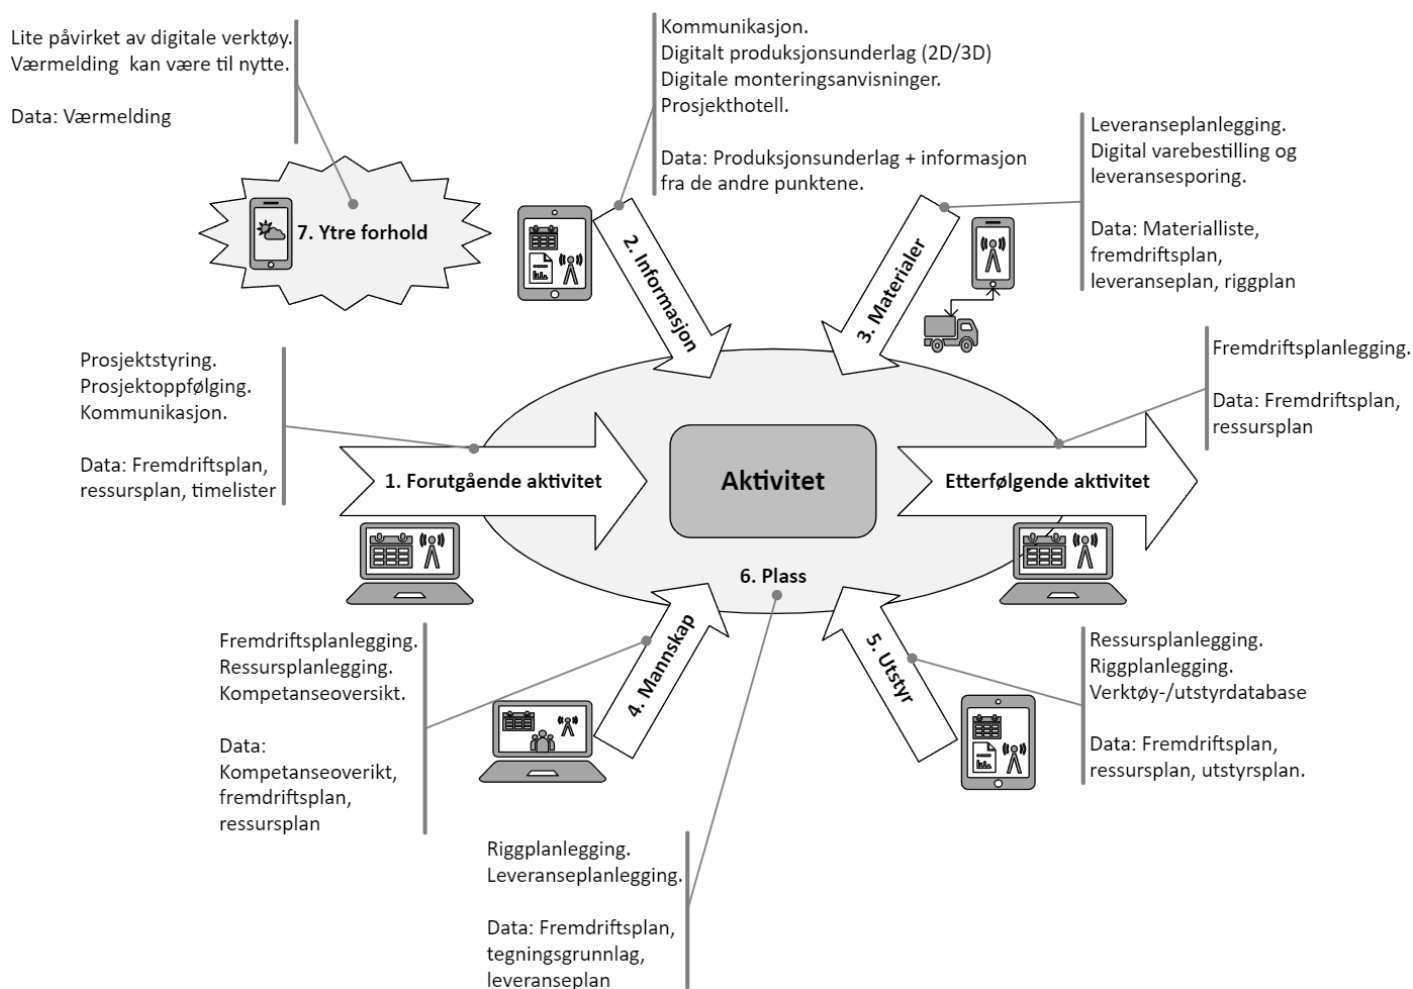 Lite påvirket av digitale verktøy.
Værmelding kan være til nytte.
Data: Værmelding
7. Ytre forhold
Kommunikasjon.
Digitalt produksjonsunderlag (2D/3D)
Digitale monteringsanvisninger.
Prosjekthotell.
Data: Produksjonsunderlag + informasjon
fra de andre punktene.
2. Informasjon
Leveranseplanlegging.
Digital varebestilling og
leveransesporing.
Data: Materialliste,
fremdriftsplan,
leveranseplan, riggplan
3. Materialer
Prosjektstyring.
Prosjektoppfølging.
Kommunikasjon.
Data: Fremdriftsplan,
ressursplan, timelister
1. Forutgående aktivitet
Aktivitet
Fremdriftsplanlegging.
Data: Fremdriftsplan,
ressursplan
Etterfølgende aktivitet
6. Plass
Fremdriftsplanlegging.
Ressursplanlegging.
Kompetanseoversikt.
Data:
Kompetanseoverikt,
fremdriftsplan,
ressursplan
4. Mannskap
5. Utstyr
Ressursplanlegging.
Riggplanlegging.
Verktøy-/utstyrdatabase
Data: Fremdriftsplan,
ressursplan, utstyrsplan.
Riggplanlegging.
Leveranseplanlegging.
Data: Fremdriftsplan,
tegningsgrunnlag,
leveranseplan